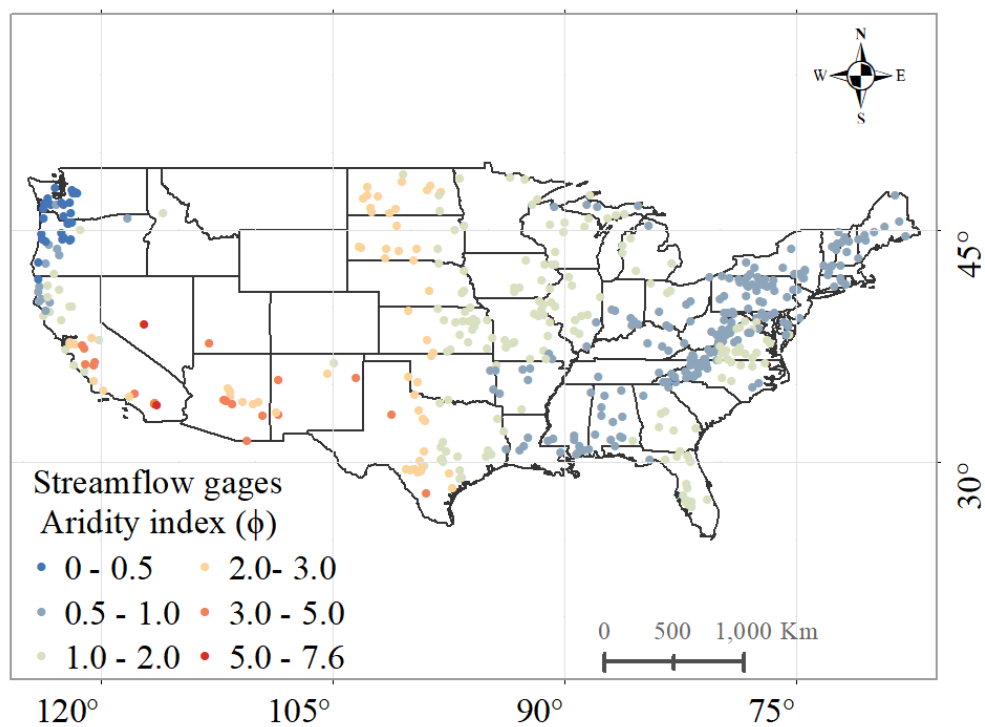 N
W E
S
45°
30°
Streamflow gages
Aridity index (ϕ)
0 - 0.5 2.0- 3.0
0.5 - 1.0 3.0 - 5.0
1.0 - 2.0 5.0 - 7.6
0 500 1,000 Km
120° 105° 90° 75°